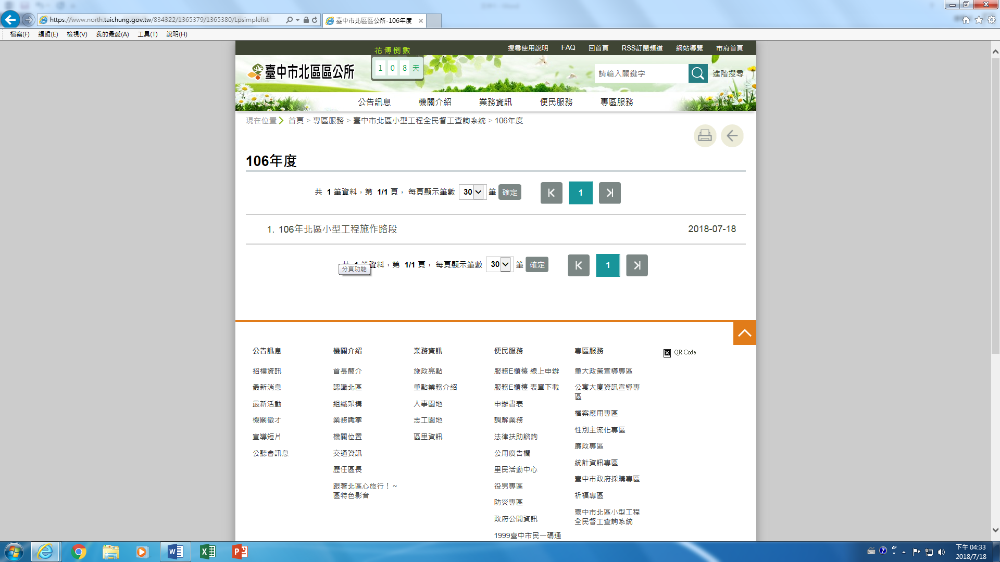 https://www.north.taichung.gov.tw/834322/1365379/1365380/Lpsimplelist
臺中市北區區公所-106年度
檔案(F) 編輯(E) 檢視(V) 我的最愛(A) 工具(T) 說明(H)
搜尋使用說明 FAQ 回首頁 RSS訂閱頻道 網站導覽 市府首頁
花博倒數
108天
臺中市北區區公所
請輸入關鍵字
進階搜尋
公告訊息 機關介紹 業務資訊 便民服務 專區服務
現在位置 首頁 > 專區服務 > 臺中市北區小型工程全民督工查詢系統 > 106年度
106年度
共 1 筆資料，第 1/1 頁， 每頁顯示筆數 30 筆 確定 1
1. 106年北區小型工程施作路段 2018-07-18
共 1 筆資料，第 1/1 頁， 每頁顯示筆數 30 筆 確定 1
分頁功能
公告訊息
招標資訊
最新消息
最新活動
機關徵才
宣導短片
公聽會訊息
機關介紹
首長簡介
認識北區
組織架構
業務職掌
機關位置
交通資訊
歷任區長
跟著北區心旅行！~
區特色影音
業務資訊
施政亮點
重點業務介紹
人事園地
志工園地
區里資訊
便民服務
服務E櫃檯 線上申辦
服務E櫃檯 表單下載
申辦書表
調解業務
法律扶助諮詢
公用廣告欄
里民活動中心
役男專區
防災專區
政府公開資訊
1999臺中市民一碼通
專區服務
重大政策宣導專區
公寓大廈資訊宣導專
區
檔案應用專區
性別主流化專區
廉政專區
統計資訊專區
臺中市政府採購專區
祈福專區
臺中市北區小型工程
全民督工查詢系統
QR Code
下午 04:33
2018/7/18